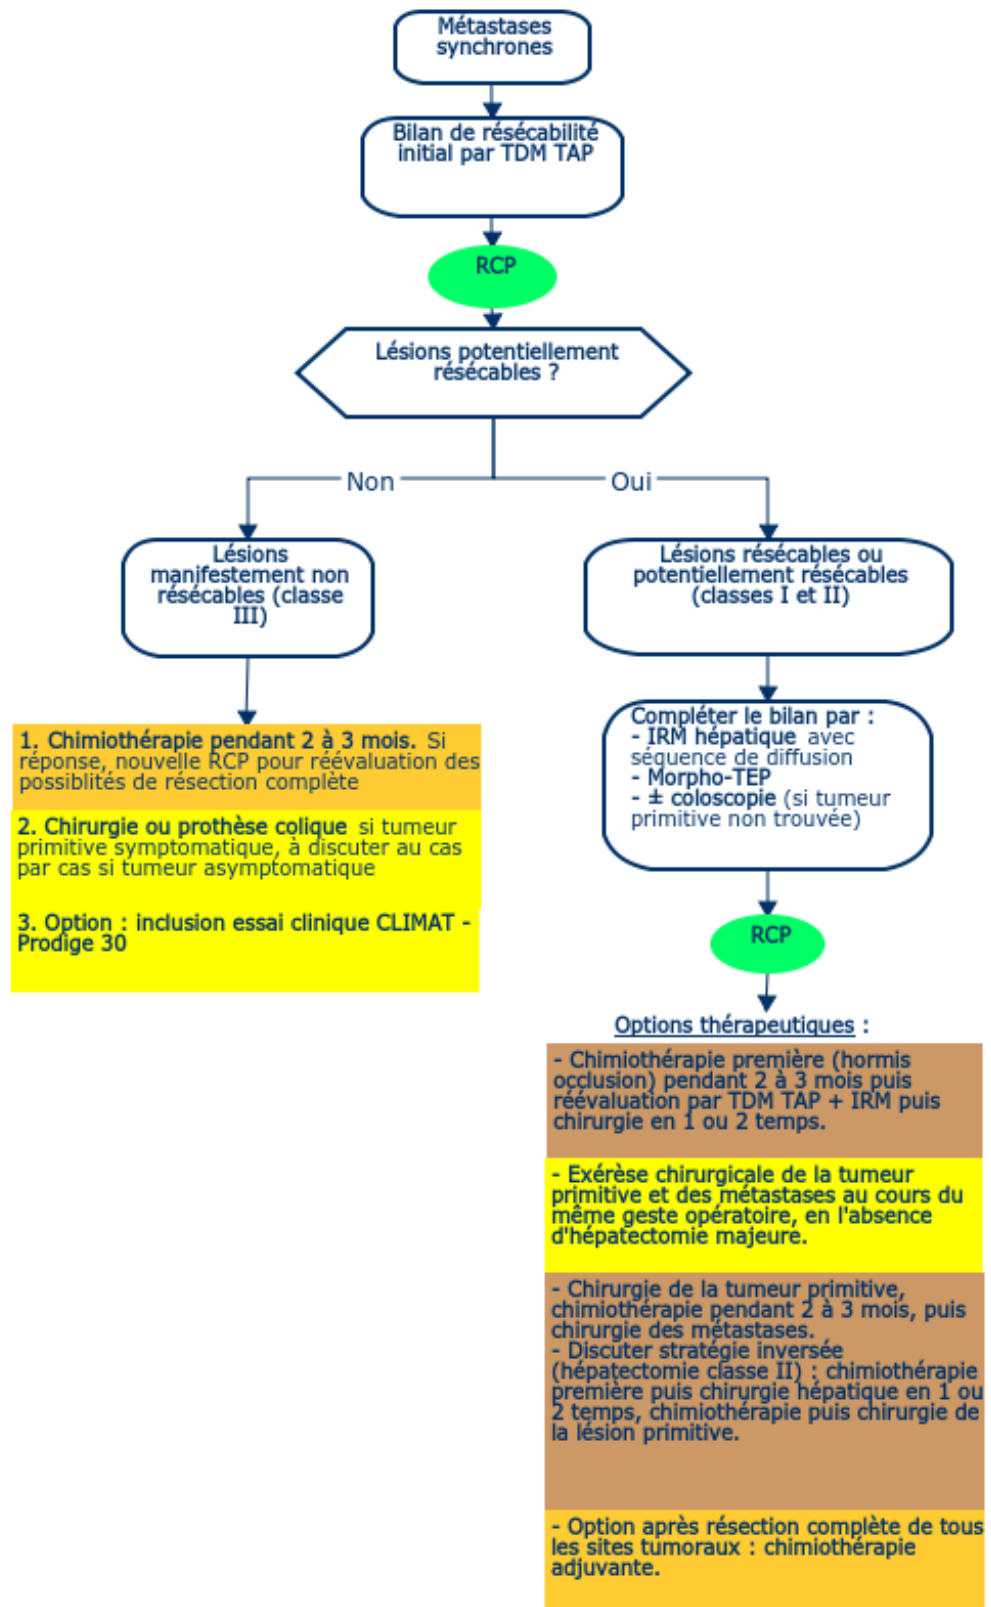 Métastases
synchrones
Bilan de résécabilité
initial par TDM TAP
RCP
Lésions potentiellement
résécables ?
Non
Oui
Lésions
manifestement non
résécables (classe
III)
Lésions résécables ou
potentiellement résécables
(classes I et II)
1. Chimiothérapie pendant 2 à 3 mois. Si
réponse, nouvelle RCP pour réévaluation des
possiblités de résection complète
2. Chirurgie ou prothèse colique si tumeur
primitive symptomatique, à discuter au cas
par cas si tumeur asymptomatique
3. Option : inclusion essai clinique CLIMAT -
Prodige 30
Compléter le bilan par :
- IRM hépatique avec
séquence de diffusion
- Morpho-TEP
- ± coloscopie (si tumeur
primitive non trouvée)
RCP
Options thérapeutiques :
- Chimiothérapie première (hormis
occlusion) pendant 2 à 3 mois puis
réévaluation par TDM TAP + IRM puis
chirurgie en 1 ou 2 temps.
- Exérèse chirurgicale de la tumeur
primitive et des métastases au cours du
même geste opératoire, en l'absence
d'hépatectomie majeure.
- Chirurgie de la tumeur primitive,
chimiothérapie pendant 2 à 3 mois, puis
chirurgie des métastases.
- Discuter stratégie inversée
(hépatectomie classe II) : chimiothérapie
première puis chirurgie hépatique en 1 ou
2 temps, chimiothérapie puis chirurgie de
la lésion primitive.
- Option après résection complète de tous
les sites tumoraux : chimiothérapie
adjuvante.